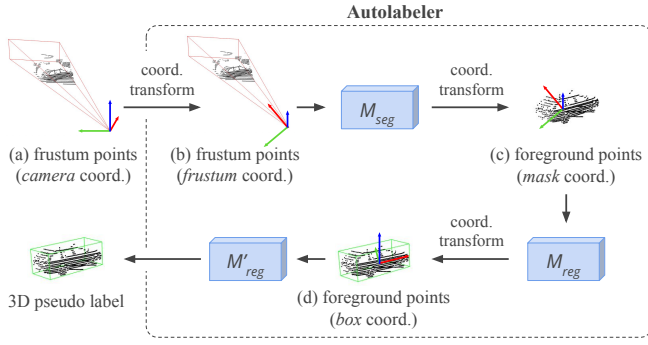 Autolabeler
coord.
transform
M_seg
coord.
transform
(a) frustum points
(camera coord.)
(b) frustum points
(frustum coord.)
(c) foreground points
(mask coord.)
coord.
transform
M_reg
M'_reg
3D pseudo label
(d) foreground points
(box coord.)